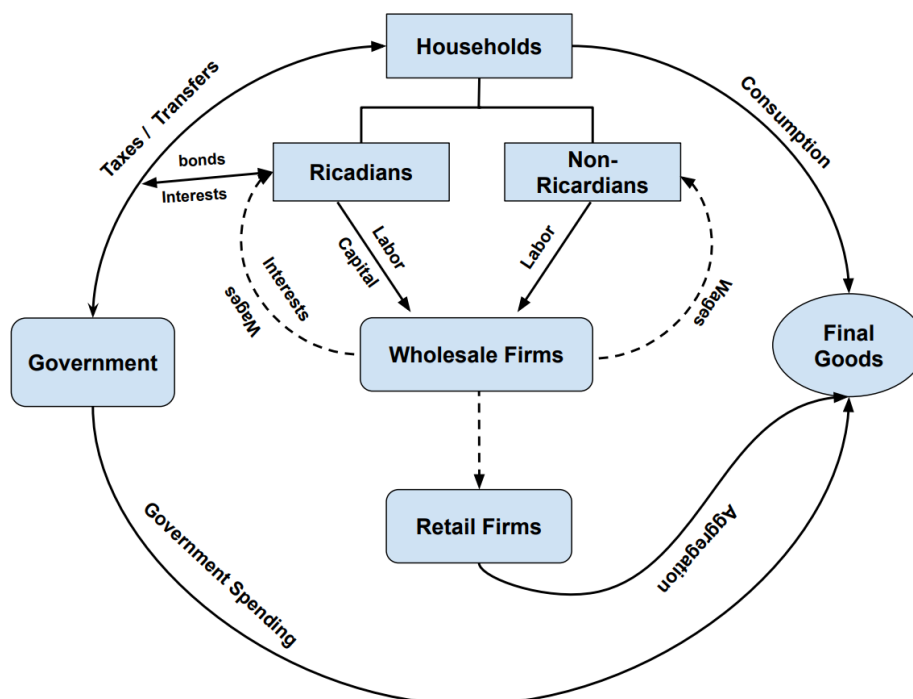 Households
Taxes / Transfers
Consumption
bonds
Interests
Ricadians
Non-
Ricardians
Labor
Capital
Labor
Interests
Wages
Wages
Government
Wholesale Firms
Final
Goods
Retail Firms
Government Spending
Aggregation